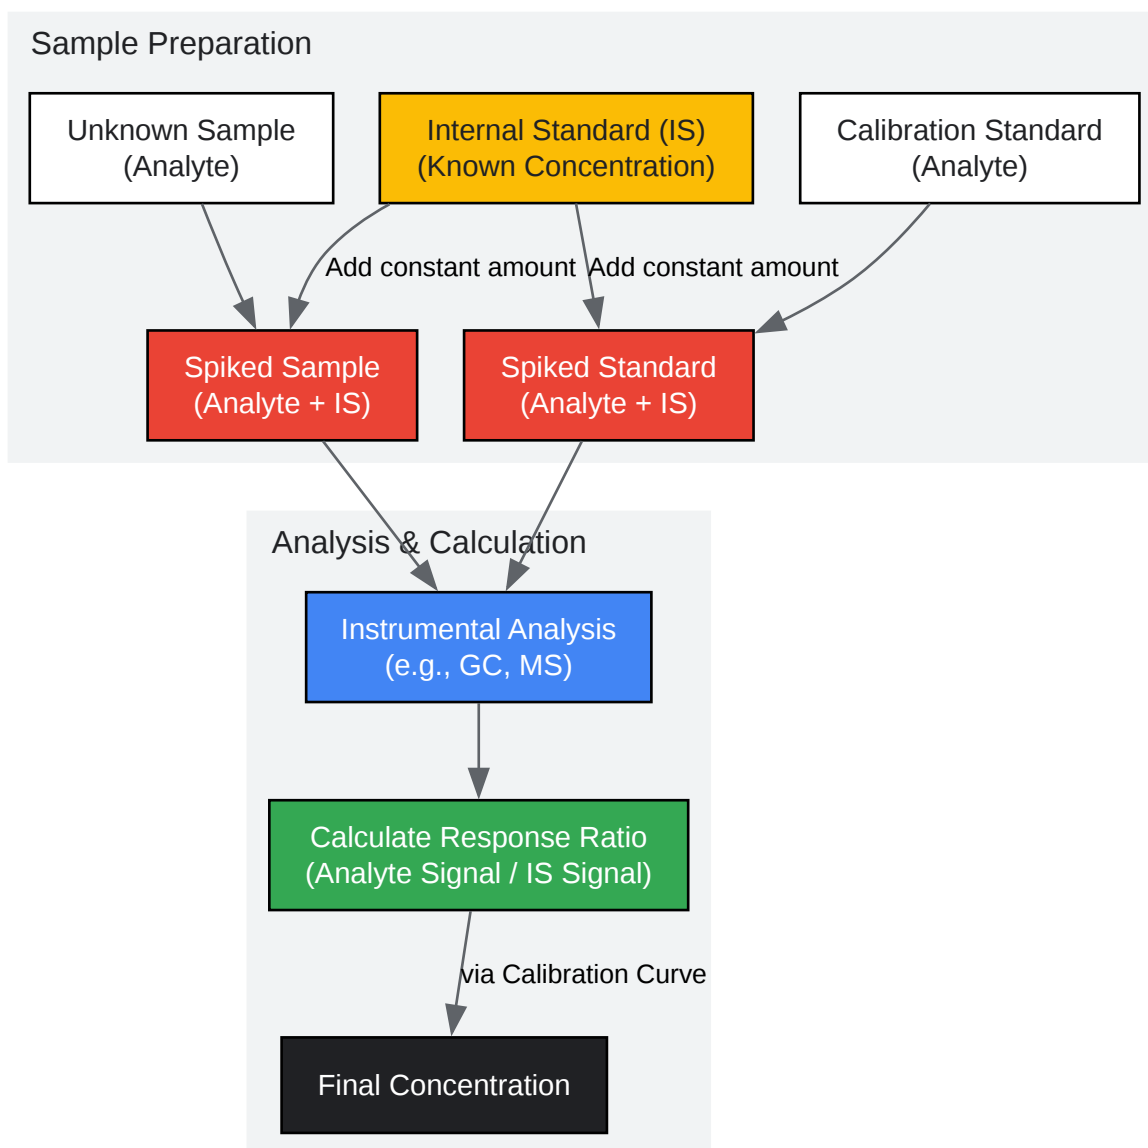 Sample Preparation
Unknown Sample
(Analyte)
Internal Standard (IS)
(Known Concentration)
Calibration Standard
(Analyte)
Add constant amount
Add constant amount
Spiked Sample
(Analyte + IS)
Spiked Standard
(Analyte + IS)
Analysis & Calculation
Instrumental Analysis
(e.g., GC, MS)
Calculate Response Ratio
(Analyte Signal / IS Signal)
via Calibration Curve
Final Concentration